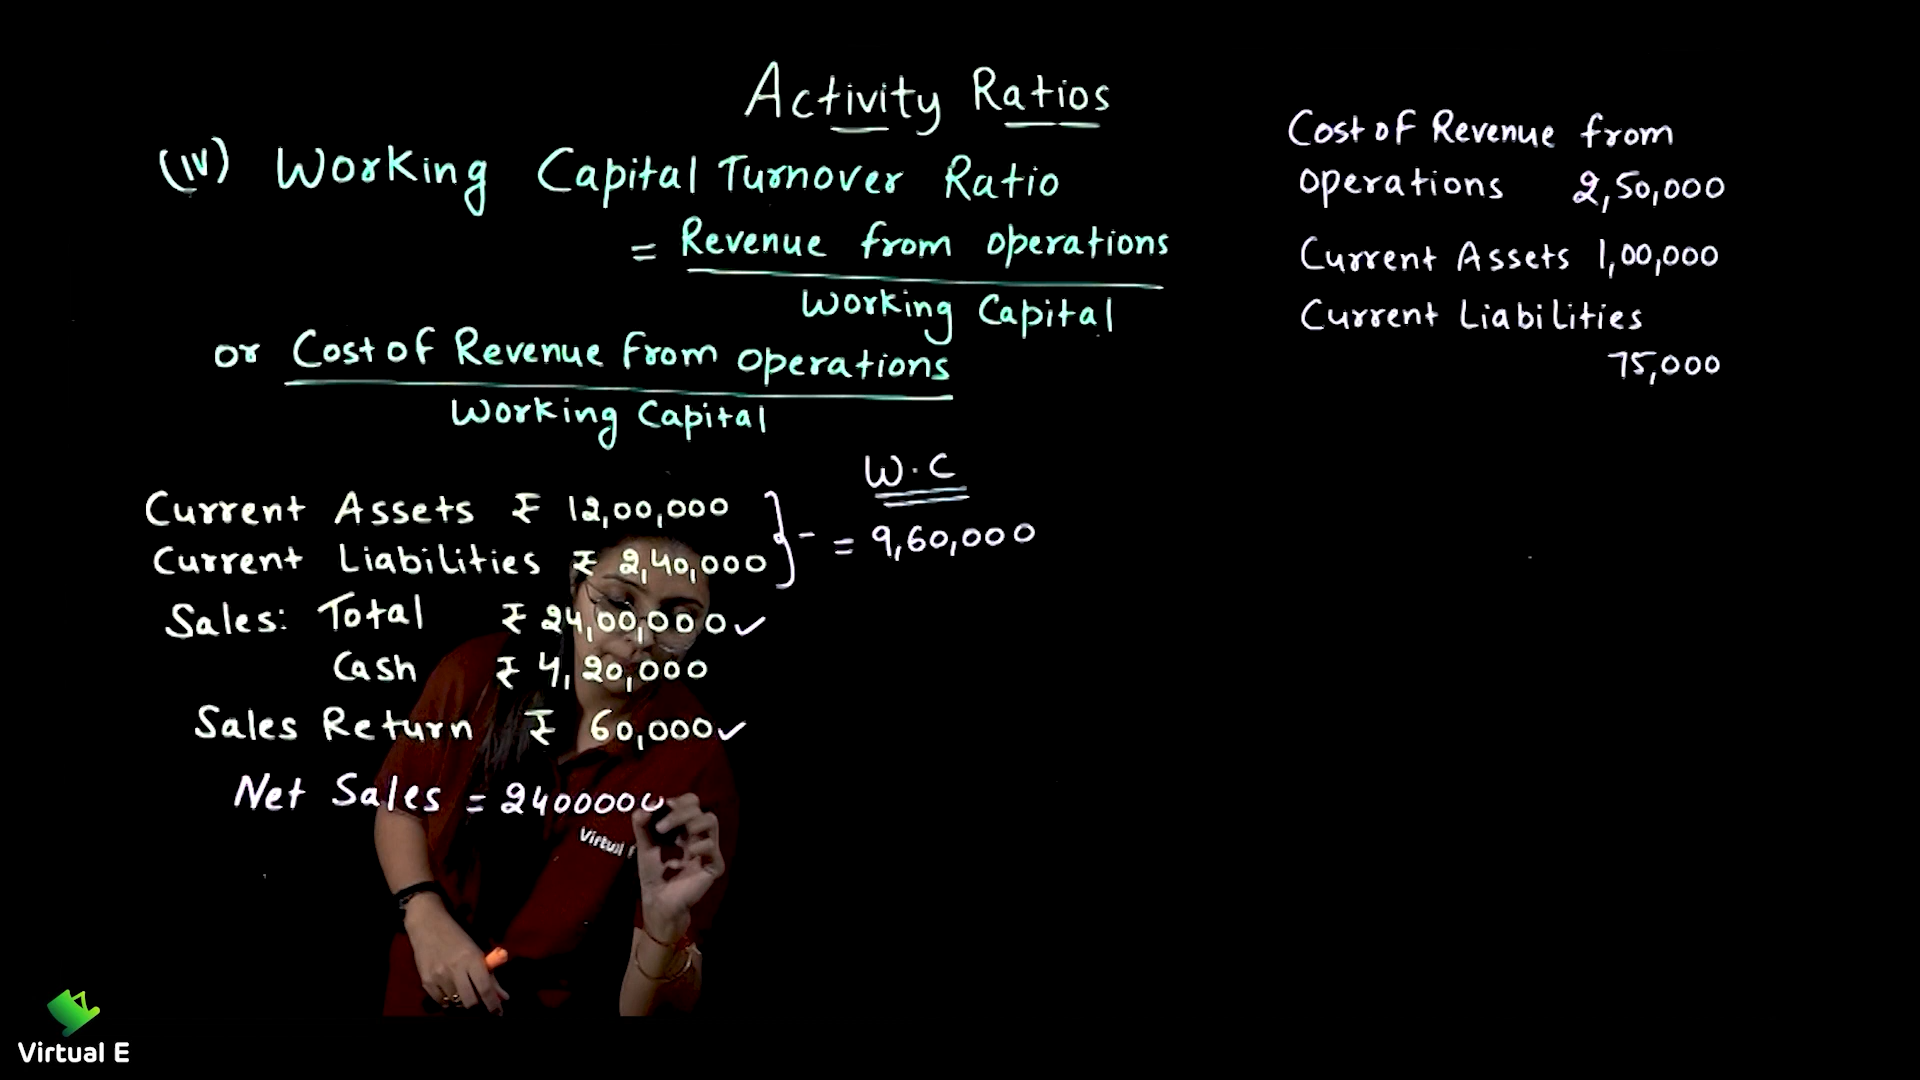 Activity Ratios
(iv) Working Capital Turnover Ratio
= Revenue from operations
Working Capital
or Cost of Revenue from operations
Working Capital
Current Assets ₹ 12,00,000
Current Liabilities ₹ 2,40,000
} - = 9,60,000
W.C
Sales: Total ₹ 24,00,000 ✓
Cash ₹ 4,20,000
Sales Return ₹ 60,000 ✓
Net Sales = 2400000
Cost of Revenue from
operations 2,50,000
Current Assets 1,00,000
Current Liabilities
75,000
Virtual
Virtual E